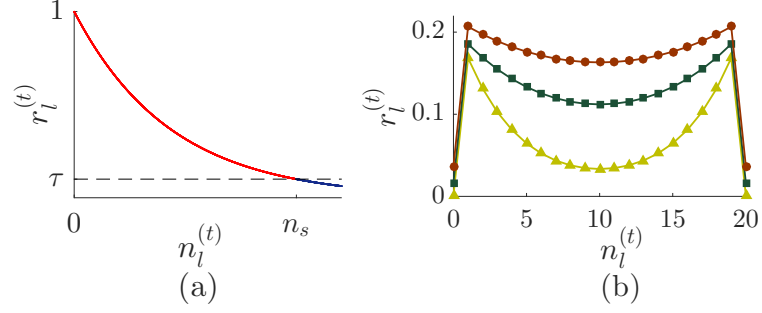 1
r_l^{(t)}
τ
0
n_s
n_l^{(t)}
(a)
0.2
0.1
0
r_l^{(t)}
0 5 10 15 20
n_l^{(t)}
(b)